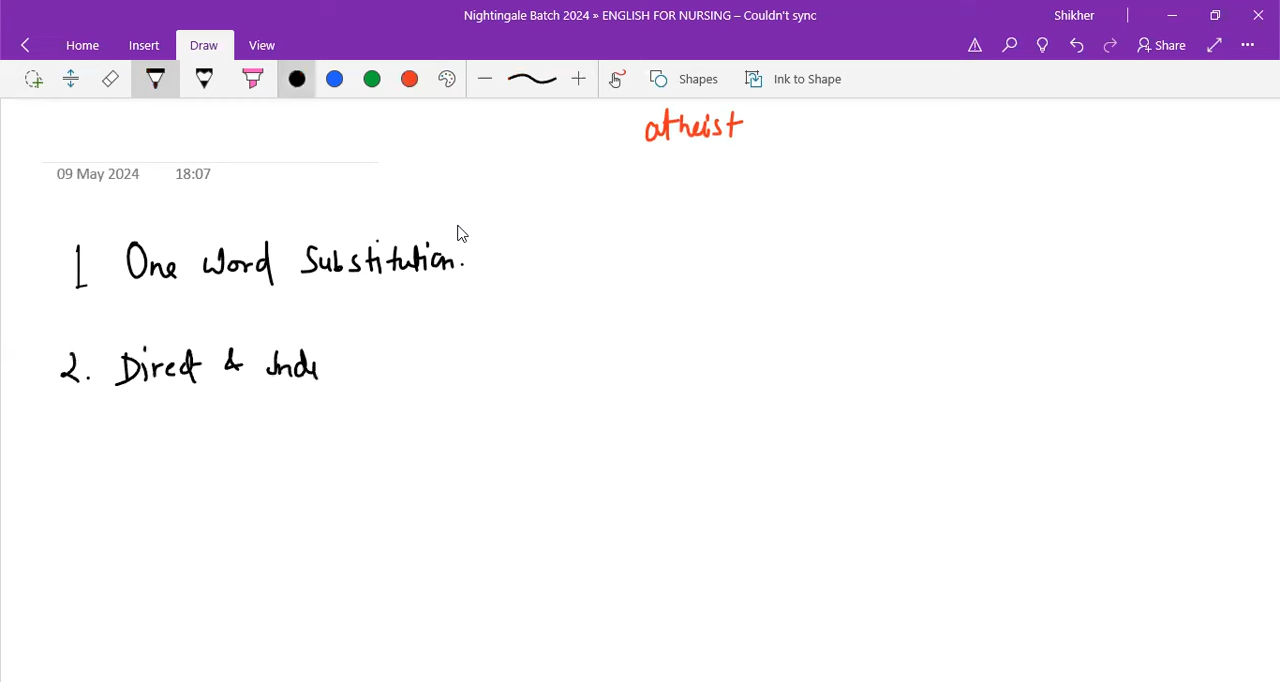 Nightingale Batch 2024 » ENGLISH FOR NURSING – Couldn't sync
Shikher
Home Insert Draw View
Share
Shapes
Ink to Shape
atheist
09 May 2024 18:07
1 One Word Substitution.
2. Direct & Inde